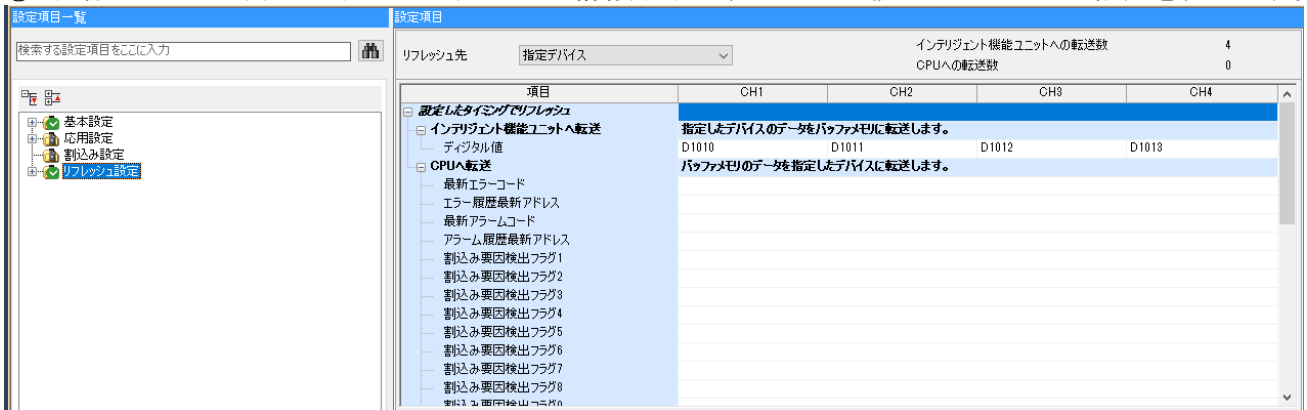 設定項目一覧
設定項目
検索する設定項目をここに入力
基本設定
応用設定
割込み設定
リフレッシュ設定
リフレッシュ先
指定デバイス
インテリジェント機能ユニットへの転送数 4
CPUへの転送数 0
項目 CH1 CH2 CH3 CH4
設定したタイミングでリフレッシュ
インテリジェント機能ユニットへ転送 指定したデバイスのデータをバッファメモリに転送します。
ディジタル値 D1010 D1011 D1012 D1013
CPUへ転送 バッファメモリのデータを指定したデバイスに転送します。
最新エラーコード
エラー履歴最新アドレス
最新アラームコード
アラーム履歴最新アドレス
割込み要因検出フラグ1
割込み要因検出フラグ2
割込み要因検出フラグ3
割込み要因検出フラグ4
割込み要因検出フラグ5
割込み要因検出フラグ6
割込み要因検出フラグ7
割込み要因検出フラグ8